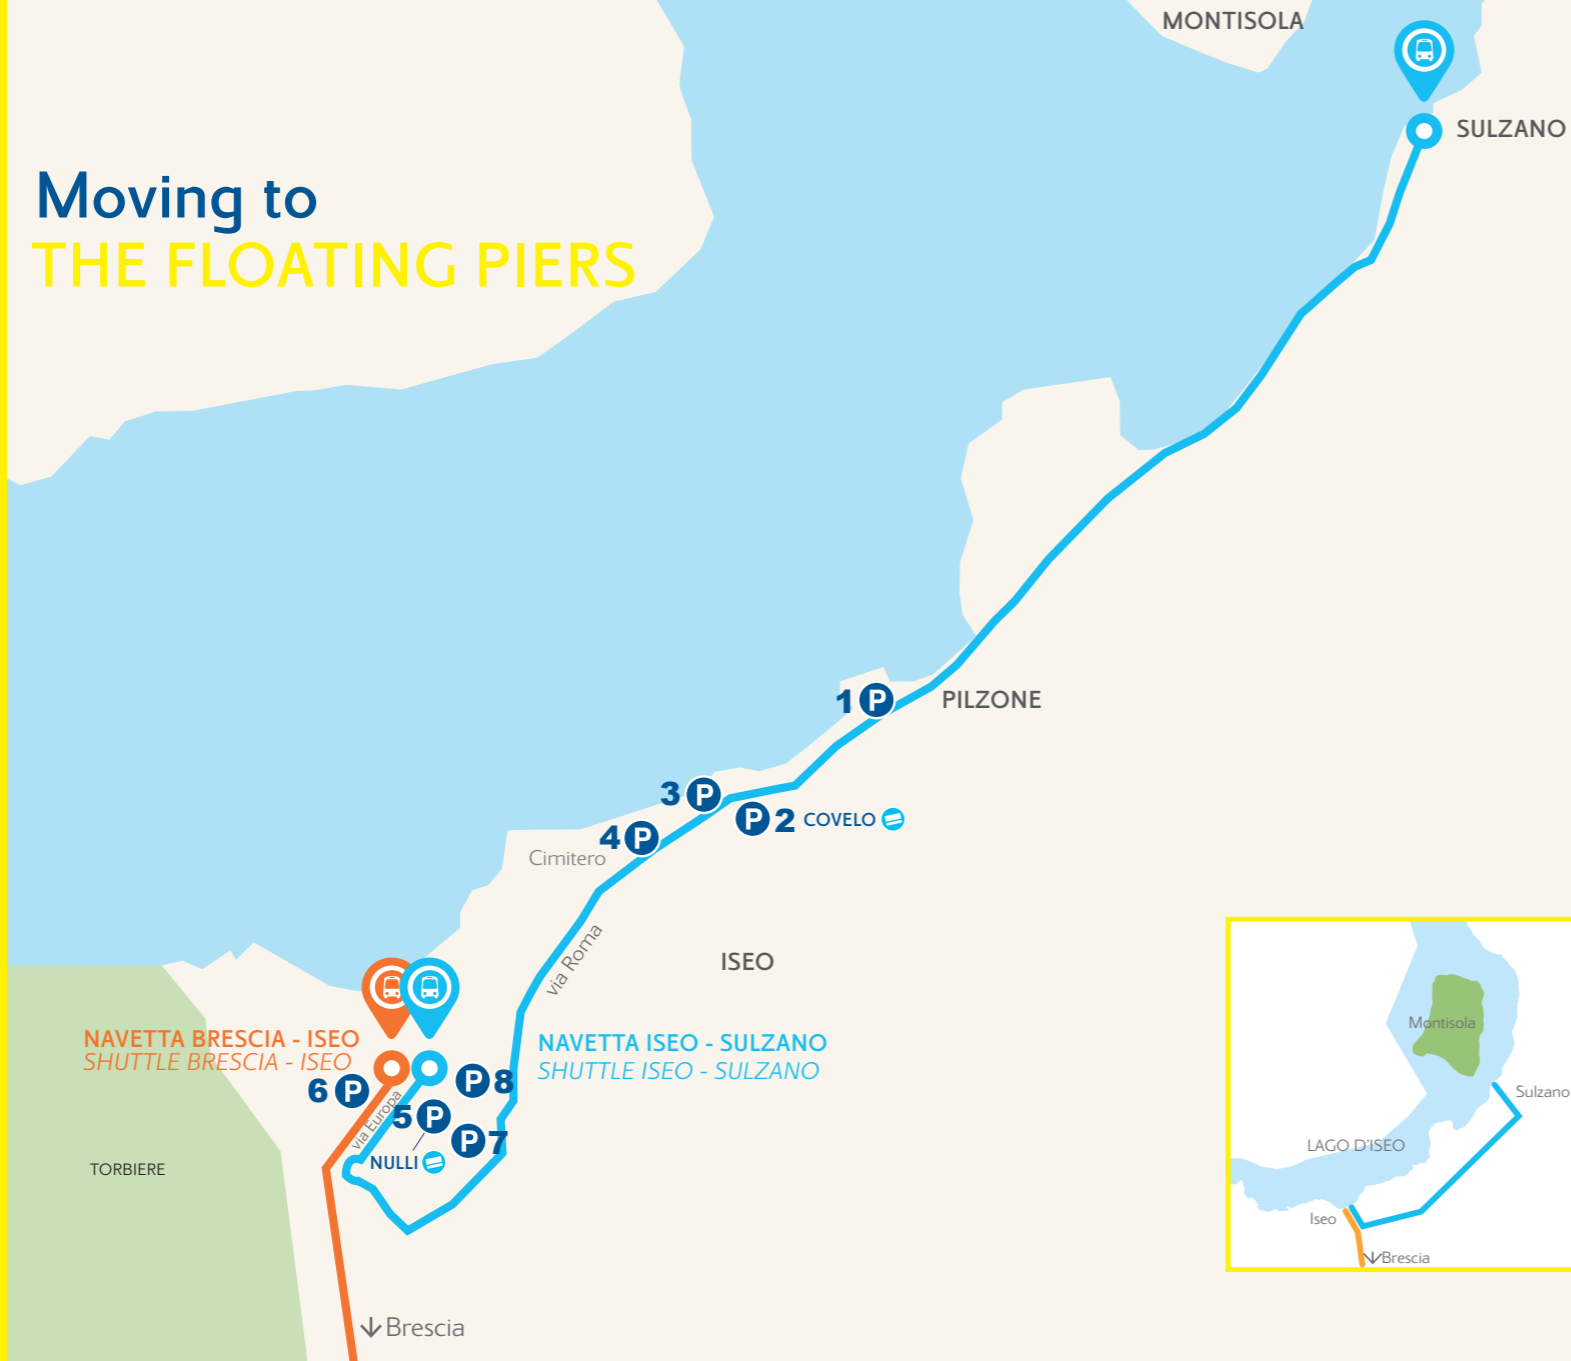 MONTISOLA
SULZANO
Moving to
THE FLOATING PIERS
1 P
PILZONE
3 P
P 2 COVELO
4 P
Cimitero
via Roma
ISEO
NAVETTA BRESCIA - ISEO
SHUTTLE BRESCIA - ISEO
NAVETTA ISEO - SULZANO
SHUTTLE ISEO - SULZANO
6 P
P 8
via Europa
5 P
P 7
NULLI
TORBIERE
Brescia
Montisola
Sulzano
LAGO D'ISEO
Iseo
Brescia